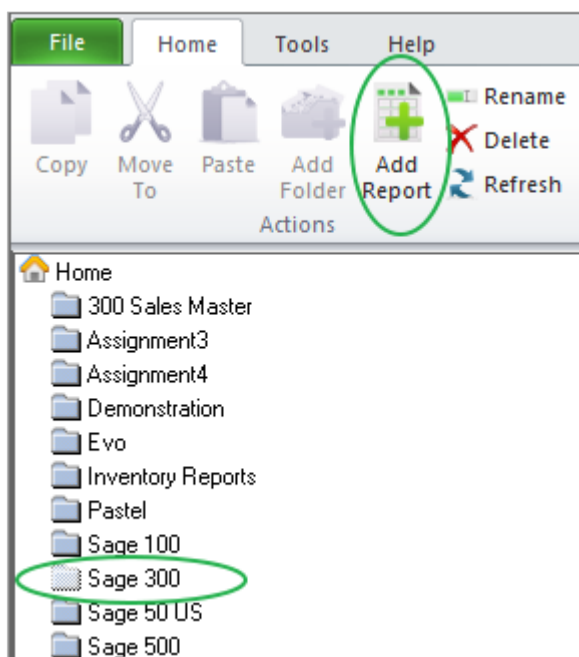 File Home Tools Help
Copy Move To Paste Add Folder Add Report Rename
Delete
Refresh
Actions
Home
300 Sales Master
Assignment3
Assignment4
Demonstration
Evo
Inventory Reports
Pastel
Sage 100
Sage 300
Sage 50 US
Sage 500